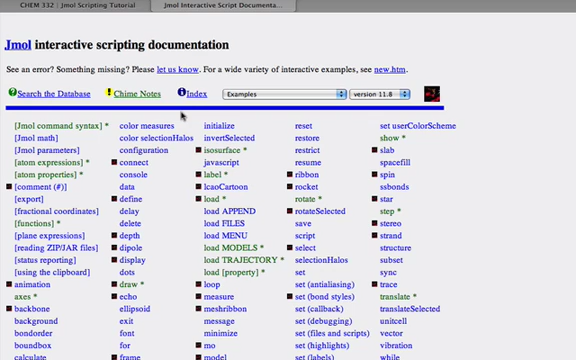 CHEM 332 | Jmol Scripting Tutorial
Jmol Interactive Script Documenta...
Jmol interactive scripting documentation
See an error? Something missing? Please let us know. For a wide variety of interactive examples, see new.htm.
Search the Database Chime Notes Index Examples version 11.8
[Jmol command syntax] * color measures initialize reset set userColorScheme
[Jmol math] color selectionHalos invertSelected restore show *
[Jmol parameters] configuration isosurface * restrict slab
[atom expressions] * connect javascript resume spacefill
[atom properties] * console label * ribbon spin
[comment (#)] data lcaoCartoon rocket ssbonds
[export] define load * rotate * star
[fractional coordinates] delay load APPEND rotateSelected step *
[functions] * delete load FILES save stereo
[plane expressions] depth load MENU script strand
[reading ZIP/JAR files] dipole load MODELS * select structure
[status reporting] display load TRAJECTORY * selectionHalos subset
[using the clipboard] dots load [property] * set sync
animation draw * loop set (antialiasing) trace
axes * echo measure set (bond styles) translate *
backbone ellipsoid meshribbon set (callback) translateSelected
background exit message set (debugging) unitcell
bondorder font minimize set (files and scripts) vector
boundbox for mo set (highlights) vibration
calculate frame model set (labels) while